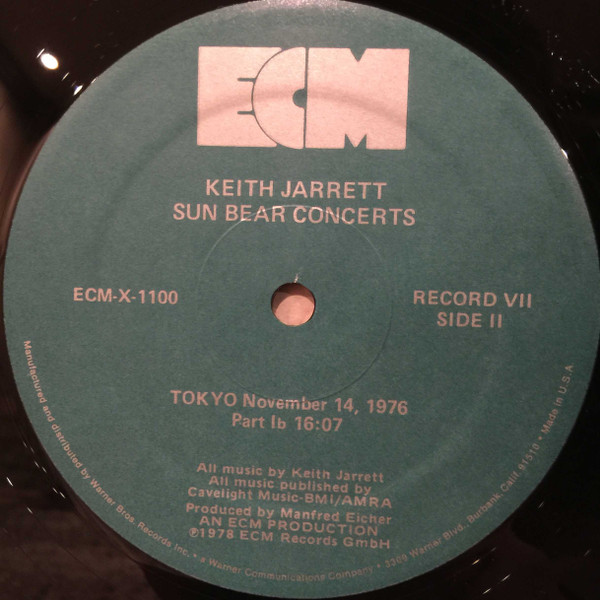 ECM
KEITH JARRETT
SUN BEAR CONCERTS
ECM-X-1100
RECORD VII
SIDE II
TOKYO November 14, 1976
Part Ib 16:07
All music by Keith Jarrett
All music published by
Cavelight Music-BMI/AMRA
Produced by Manfred Eicher
AN ECM PRODUCTION
℗1978 ECM Records GmbH
Manufactured and distributed by Warner Bros. Records Inc. • a Warner Communications Company • 3309 Warner Blvd., Burbank, Calif. 91510 • Made in U.S.A.